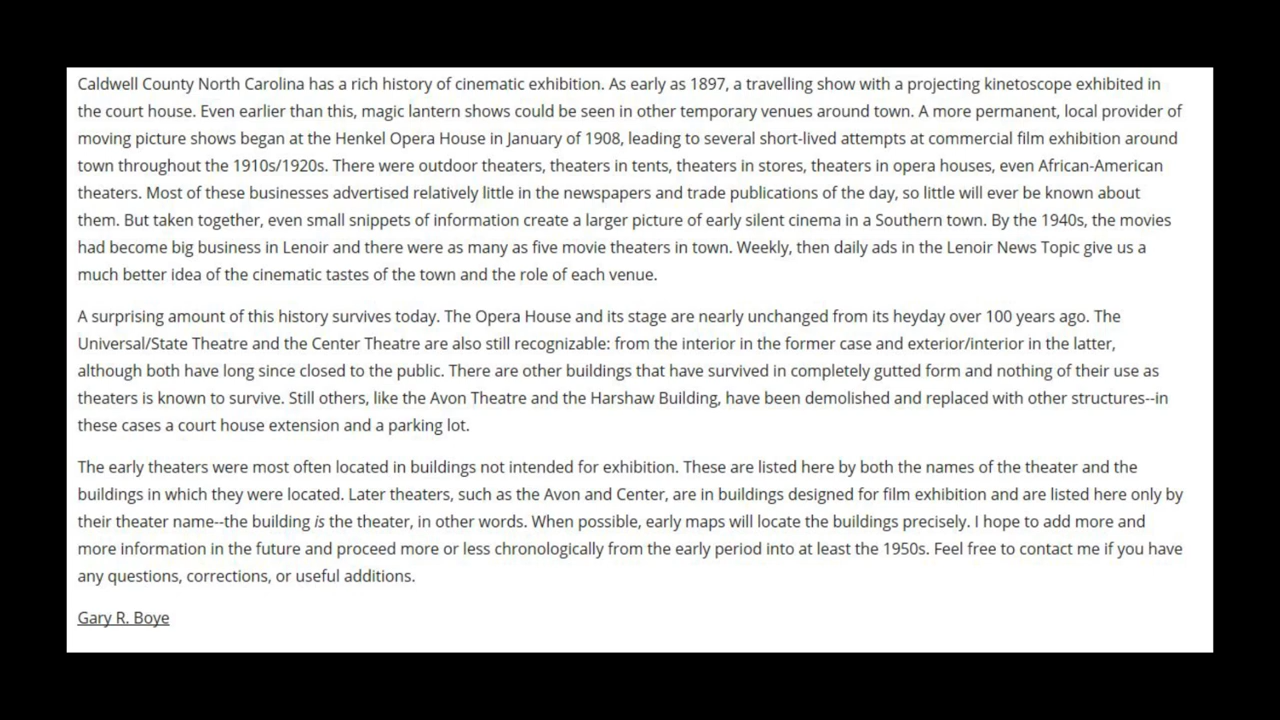 Caldwell County North Carolina has a rich history of cinematic exhibition. As early as 1897, a travelling show with a projecting kinetoscope exhibited in
the court house. Even earlier than this, magic lantern shows could be seen in other temporary venues around town. A more permanent, local provider of
moving picture shows began at the Henkel Opera House in January of 1908, leading to several short-lived attempts at commercial film exhibition around
town throughout the 1910s/1920s. There were outdoor theaters, theaters in tents, theaters in stores, theaters in opera houses, even African-American
theaters. Most of these businesses advertised relatively little in the newspapers and trade publications of the day, so little will ever be known about
them. But taken together, even small snippets of information create a larger picture of early silent cinema in a Southern town. By the 1940s, the movies
had become big business in Lenoir and there were as many as five movie theaters in town. Weekly, then daily ads in the Lenoir News Topic give us a
much better idea of the cinematic tastes of the town and the role of each venue.
A surprising amount of this history survives today. The Opera House and its stage are nearly unchanged from its heyday over 100 years ago. The
Universal/State Theatre and the Center Theatre are also still recognizable: from the interior in the former case and exterior/interior in the latter,
although both have long since closed to the public. There are other buildings that have survived in completely gutted form and nothing of their use as
theaters is known to survive. Still others, like the Avon Theatre and the Harshaw Building, have been demolished and replaced with other structures--in
these cases a court house extension and a parking lot.
The early theaters were most often located in buildings not intended for exhibition. These are listed here by both the names of the theater and the
buildings in which they were located. Later theaters, such as the Avon and Center, are in buildings designed for film exhibition and are listed here only by
their theater name--the building is the theater, in other words. When possible, early maps will locate the buildings precisely. I hope to add more and
more information in the future and proceed more or less chronologically from the early period into at least the 1950s. Feel free to contact me if you have
any questions, corrections, or useful additions.
Gary R. Boye